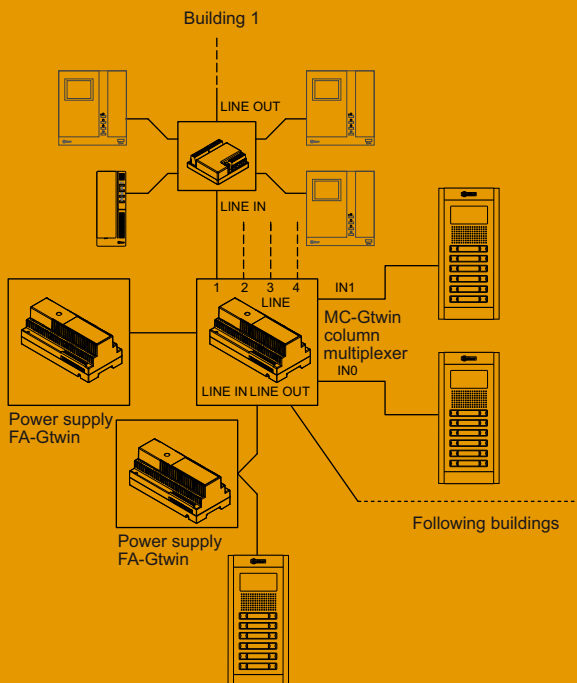 Building 1
LINE OUT
LINE IN
1 2 3 4
LINE
IN1
MC-Gtwin
column
multiplexer
IN0
LINE IN LINE OUT
Power supply
FA-Gtwin
Power supply
FA-Gtwin
Following buildings